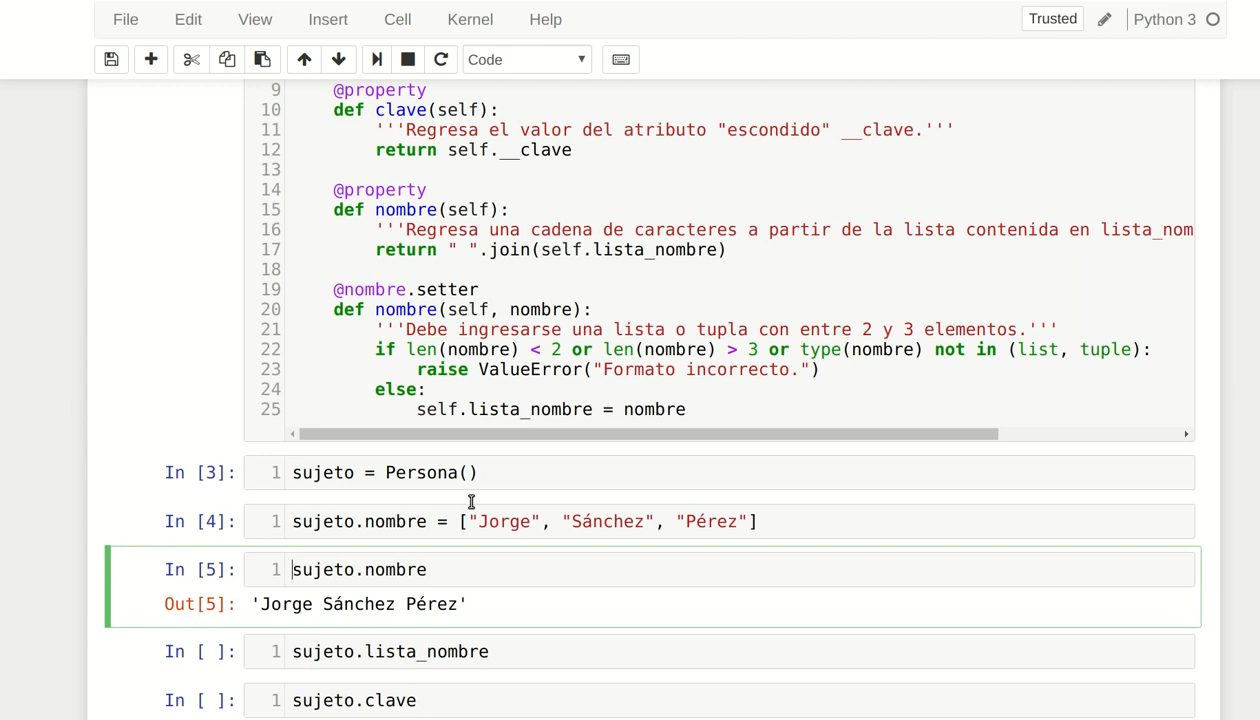 File Edit View Insert Cell Kernel Help Trusted Python 3
Code
9 @property
10 def clave(self):
11 '''Regresa el valor del atributo "escondido" __clave.'''
12 return self.__clave
13
14 @property
15 def nombre(self):
16 '''Regresa una cadena de caracteres a partir de la lista contenida en lista_nom
17 return " ".join(self.lista_nombre)
18
19 @nombre.setter
20 def nombre(self, nombre):
21 '''Debe ingresarse una lista o tupla con entre 2 y 3 elementos.'''
22 if len(nombre) < 2 or len(nombre) > 3 or type(nombre) not in (list, tuple):
23 raise ValueError("Formato incorrecto.")
24 else:
25 self.lista_nombre = nombre
In [3]: 1 sujeto = Persona()
In [4]: 1 sujeto.nombre = ["Jorge", "Sánchez", "Pérez"]
In [5]: 1 sujeto.nombre
Out[5]: 'Jorge Sánchez Pérez'
In [ ]: 1 sujeto.lista_nombre
In [ ]: 1 sujeto.clave